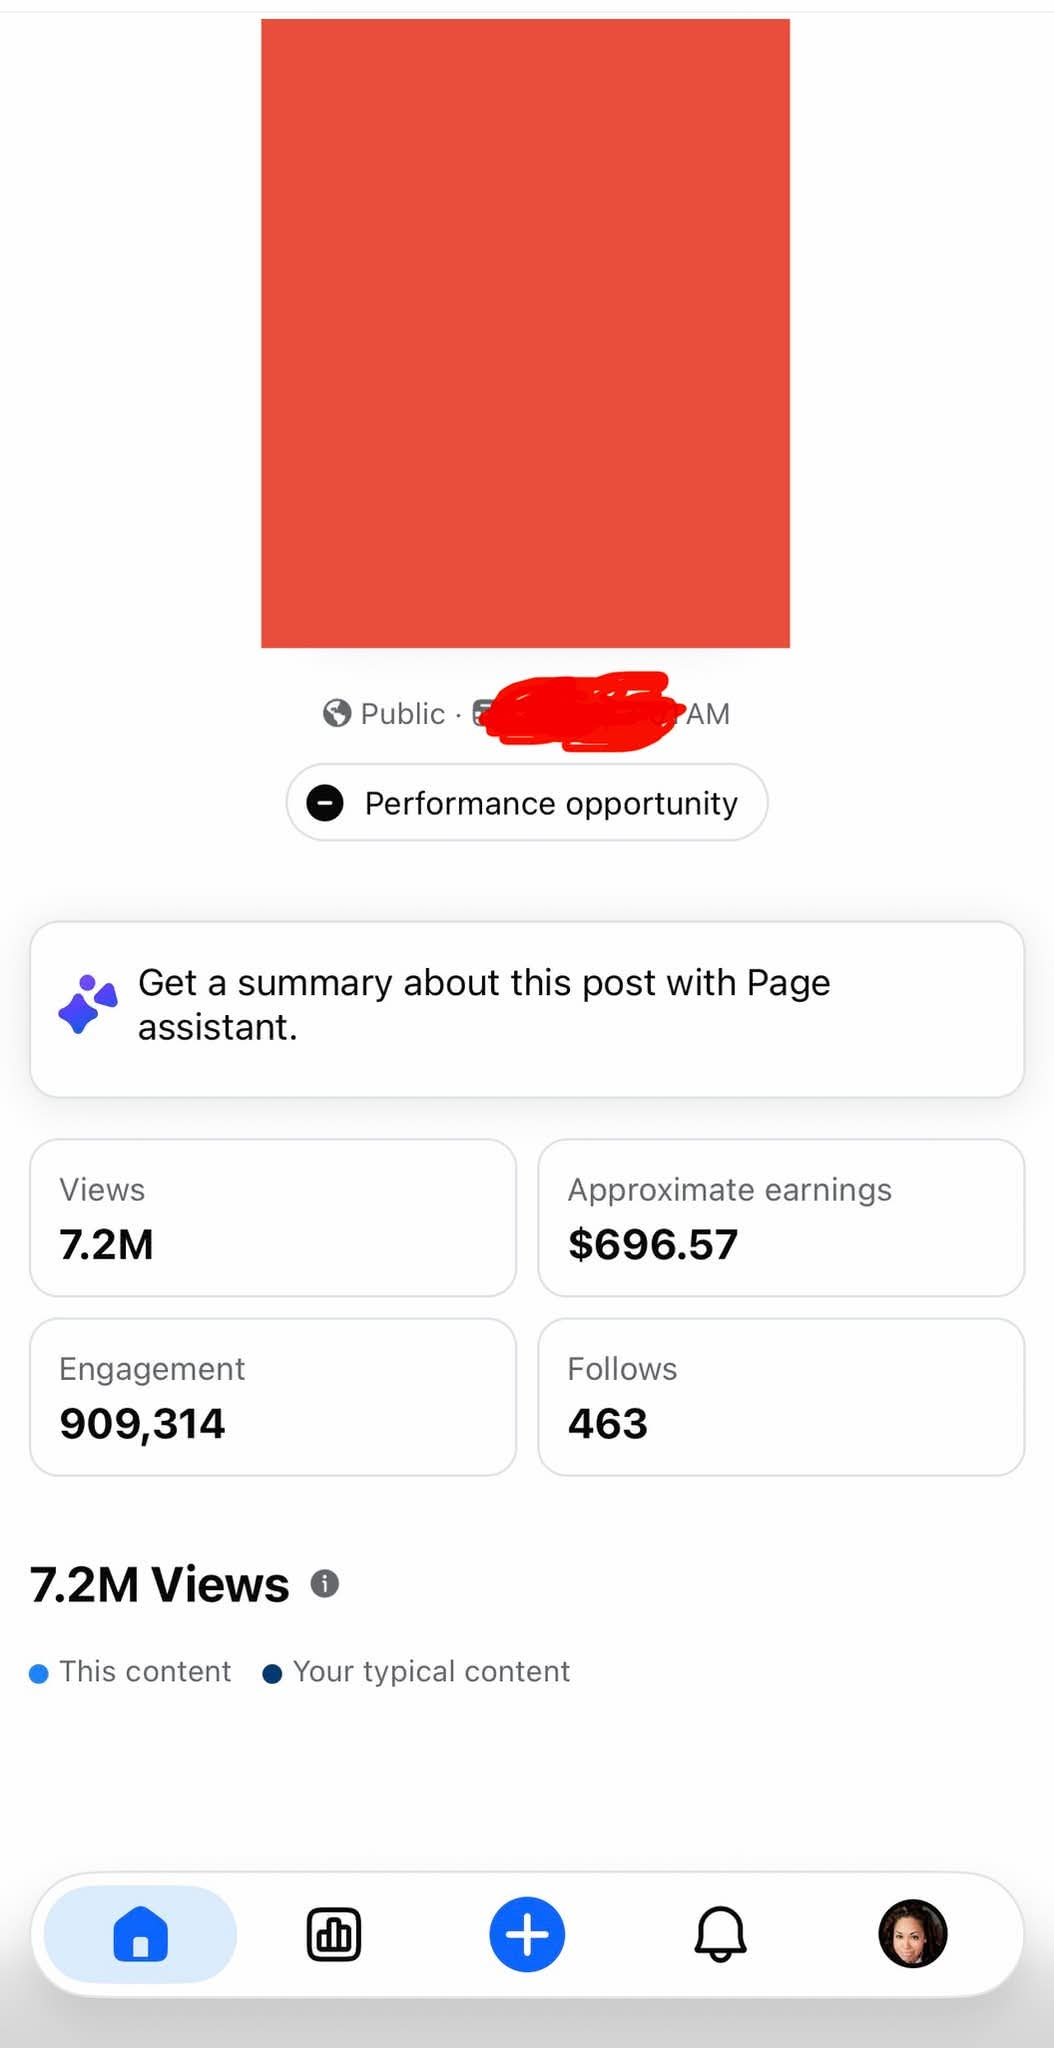 Public · AM
Performance opportunity
Get a summary about this post with Page
assistant.
Views
7.2M
Approximate earnings
$696.57
Engagement
909,314
Follows
463
7.2M Views
This content
Your typical content